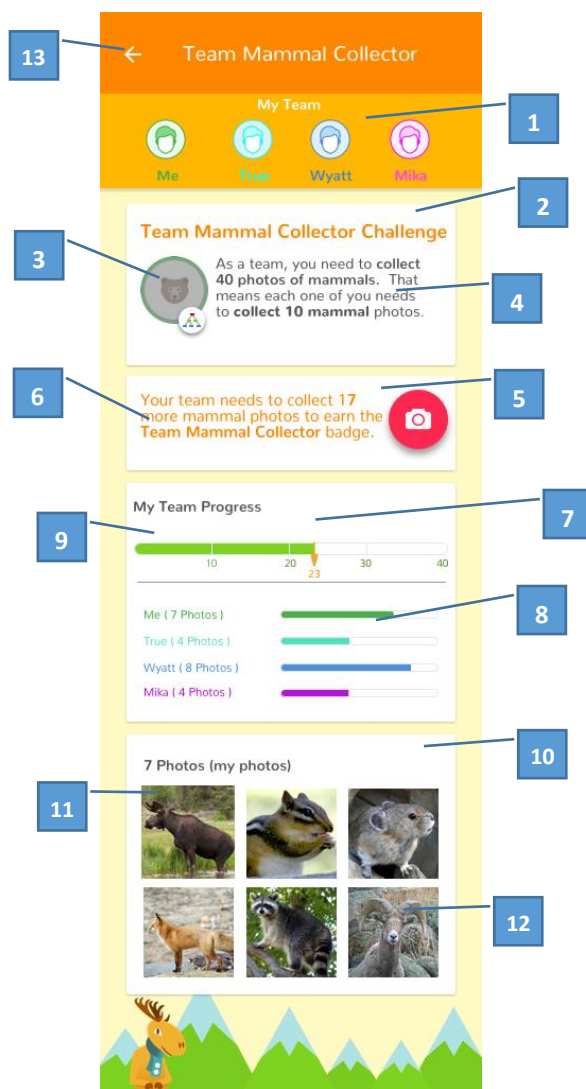 13
Team Mammal Collector
My Team
1
Me True Wyatt Mika
2
Team Mammal Collector Challenge
3
As a team, you need to collect
40 photos of mammals. That
means each one of you needs
to collect 10 mammal photos.
4
5
6
Your team needs to collect 17
more mammal photos to earn the
Team Mammal Collector badge.
7
My Team Progress
9
10 20 30 40
23
8
Me ( 7 Photos )
True ( 4 Photos )
Wyatt ( 8 Photos )
Mika ( 4 Photos )
10
7 Photos (my photos)
11
12